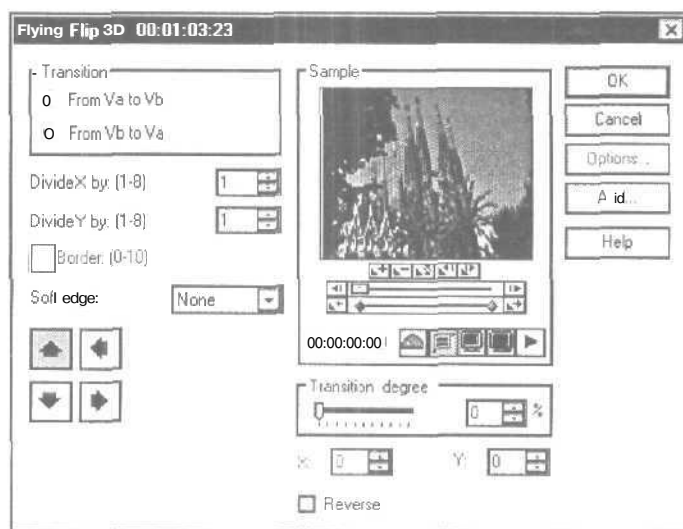 Flying Flip 3D 00:01:03:23
Transition
From Va to Vb
From Vb to Va
DivideX by: (1-8) 1
DivideY by: (1-8) 1
Border: (0-10)
Soft edge: None
Sample
00:00:00:00
Transition degree
0 %
X: 0 Y: 0
Reverse
OK
Cancel
Options...
A id...
Help